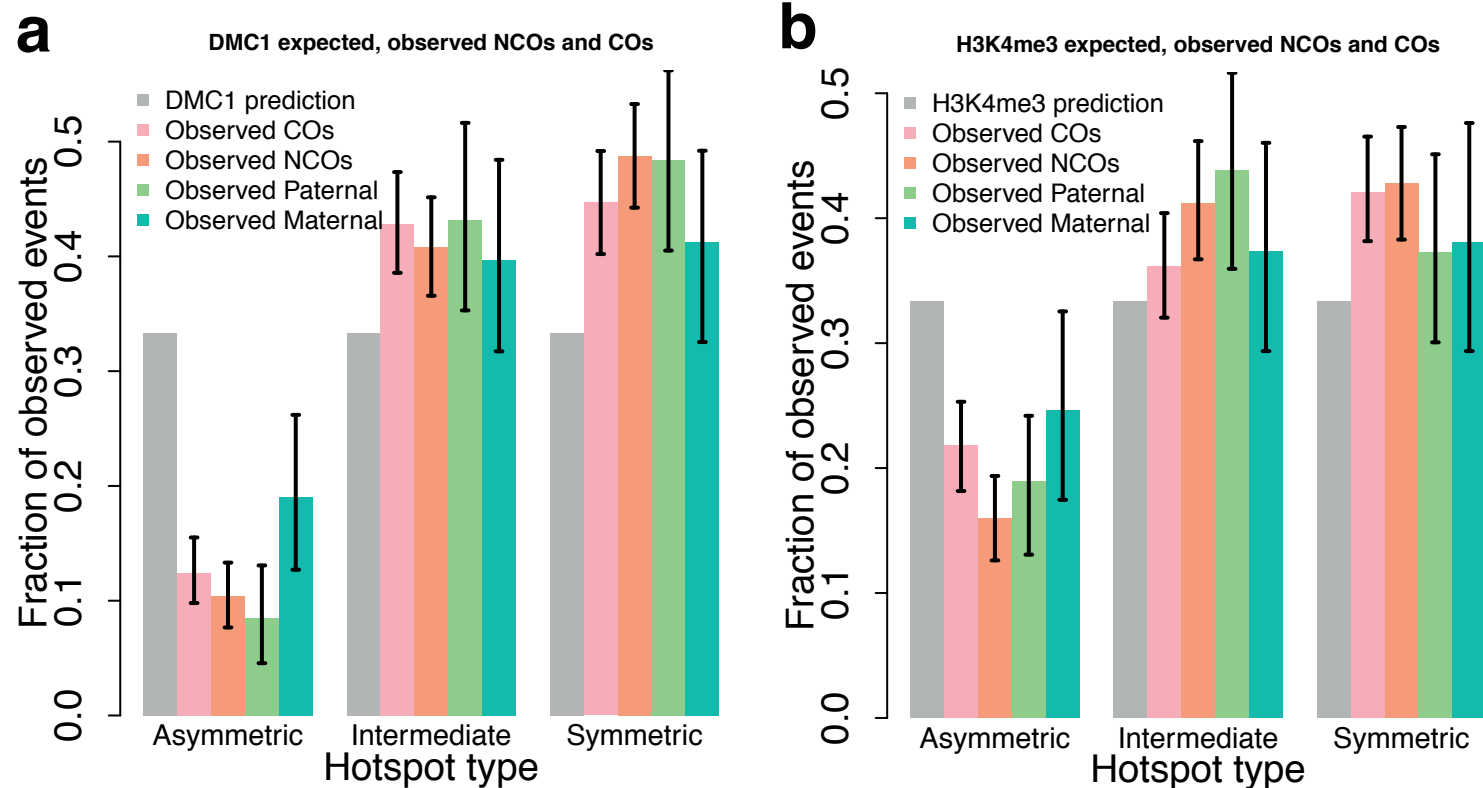 a
DMC1 expected, observed NCOs and COs
DMC1 prediction
Observed COs
Observed NCOs
Observed Paternal
Observed Maternal
Fraction of observed events
0.5
0.4
0.3
0.2
0.1
0.0
Asymmetric
Intermediate
Symmetric
Hotspot type
b
H3K4me3 expected, observed NCOs and COs
H3K4me3 prediction
Observed COs
Observed NCOs
Observed Paternal
Observed Maternal
Fraction of observed events
0.5
0.4
0.3
0.2
0.1
0.0
Asymmetric
Intermediate
Symmetric
Hotspot type